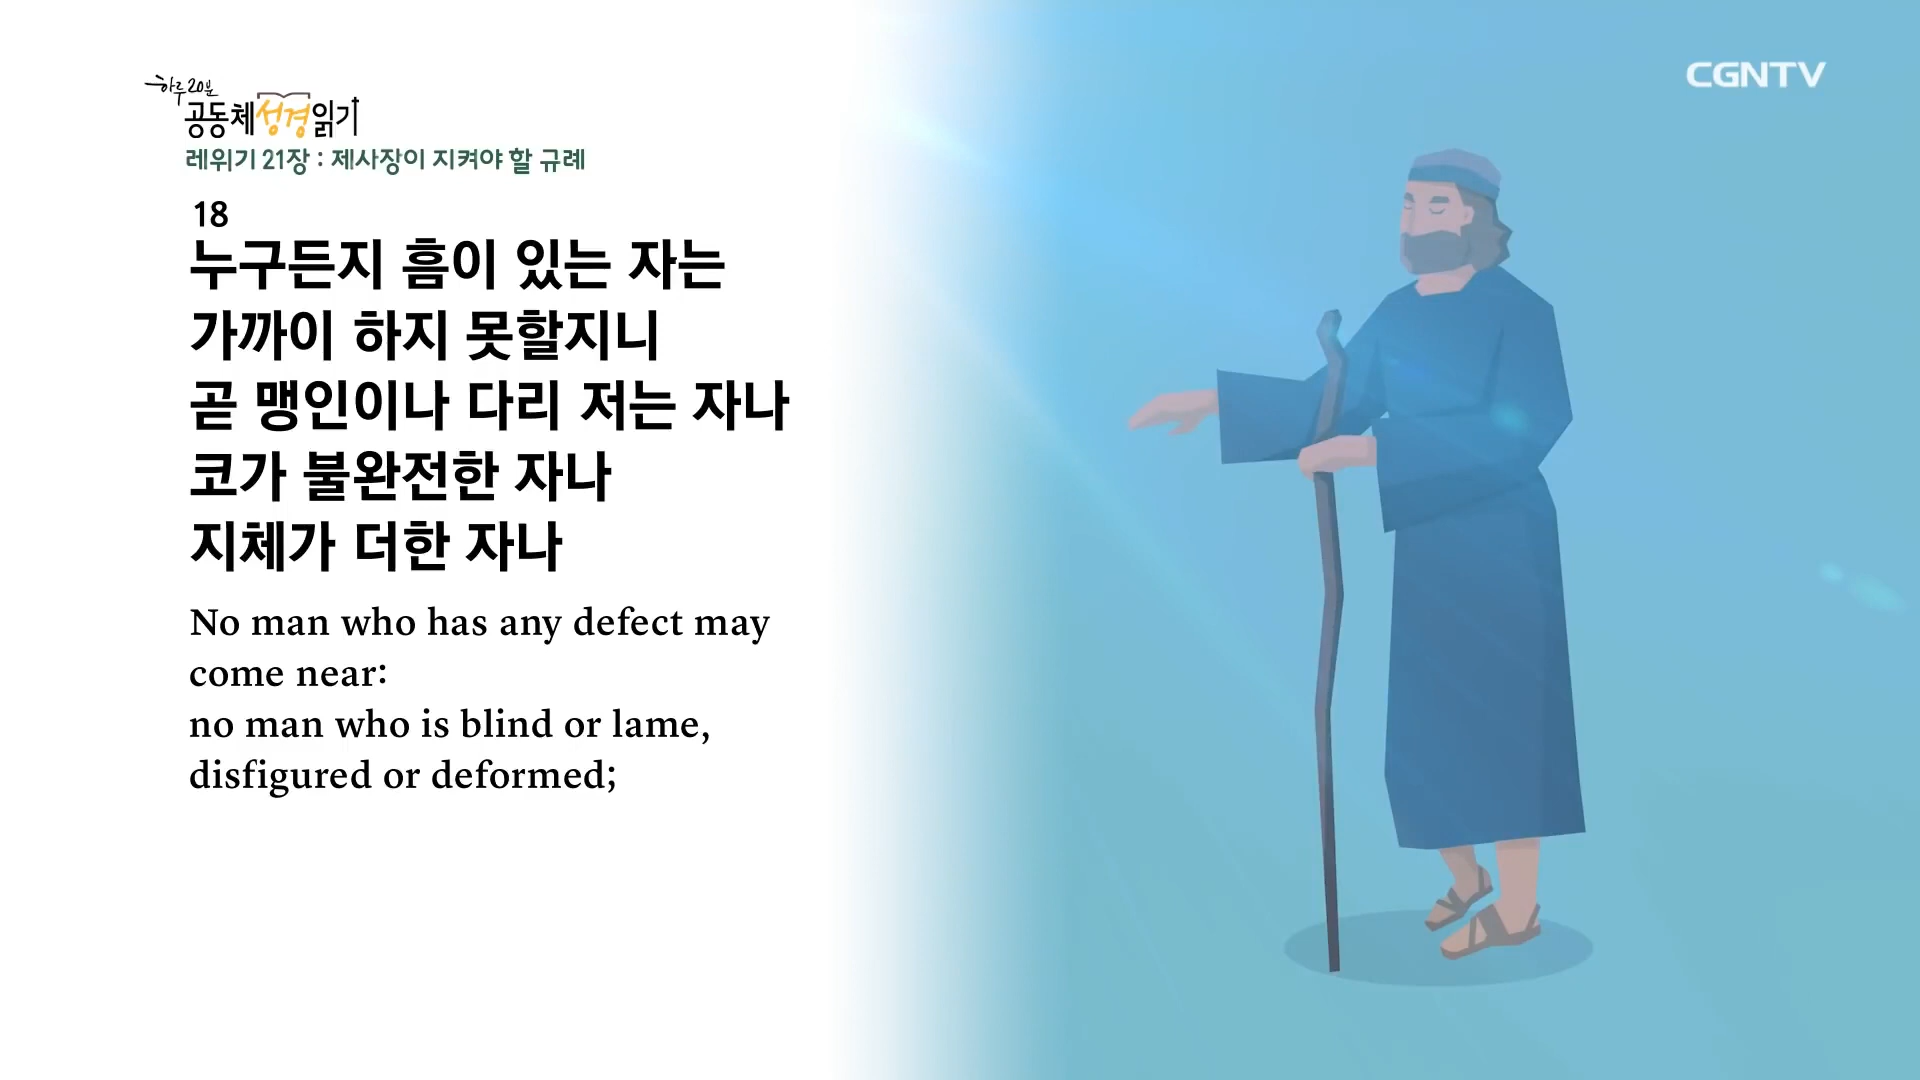 하루 20분
공동체성경읽기
CGNTV
레위기 21장 : 제사장이 지켜야 할 규례
18
누구든지 흠이 있는 자는
가까이 하지 못할지니
곧 맹인이나 다리 저는 자나
코가 불완전한 자나
지체가 더한 자나
No man who has any defect may
come near:
no man who is blind or lame,
disfigured or deformed;